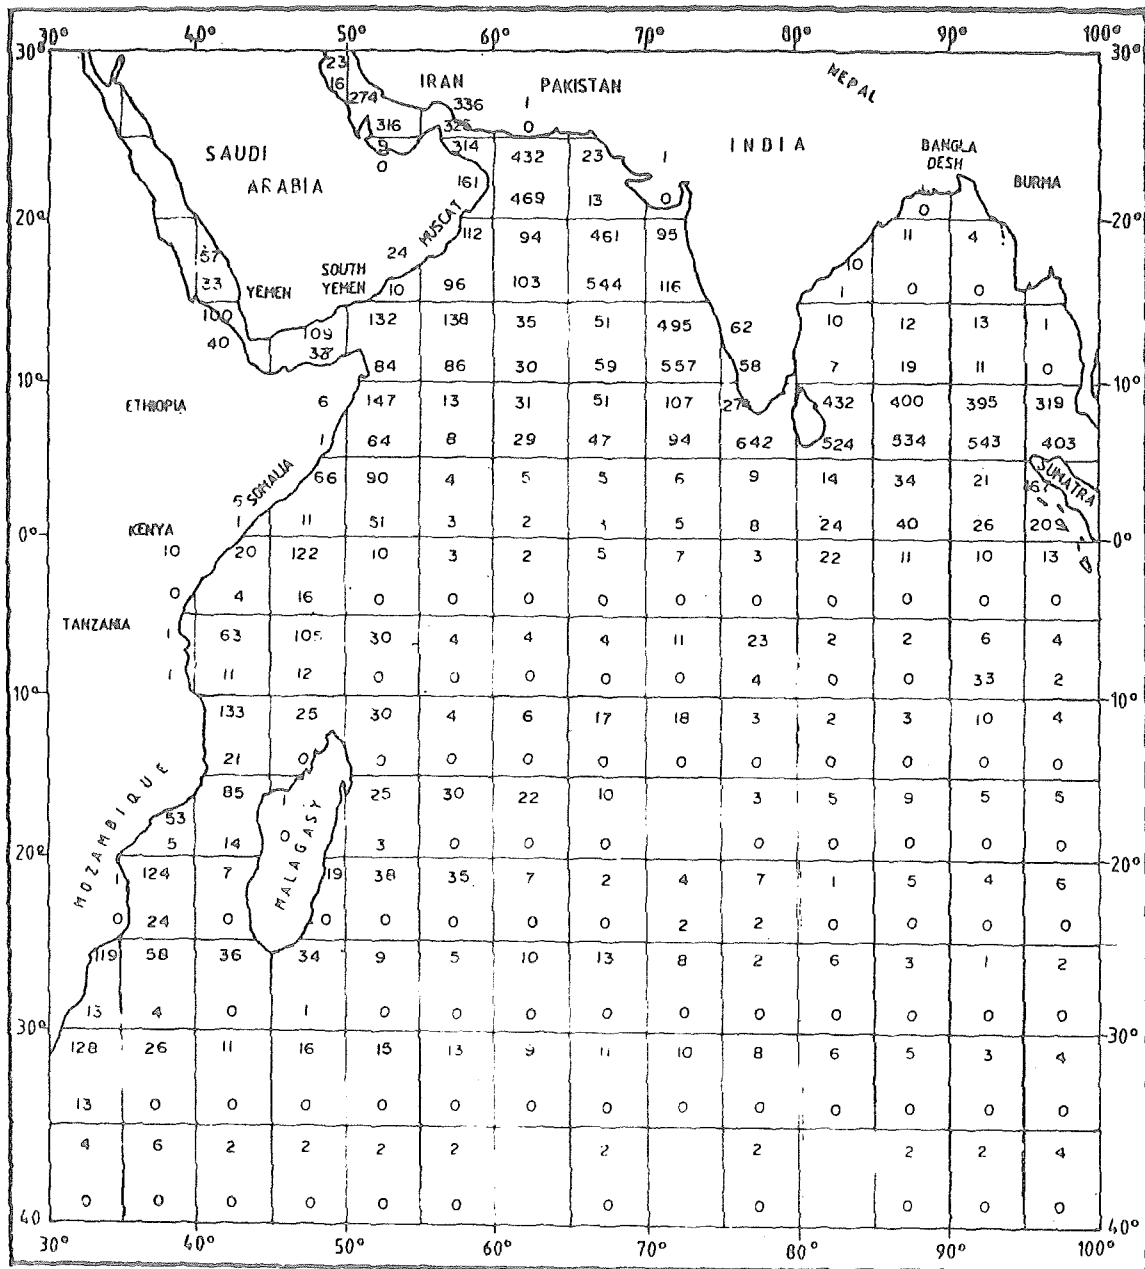 30° 40° 50° 60° 70° 80° 90° 100°
30° 30°
23 IRAN PAKISTAN NEPAL
16 274 336 1
316 326 0
SAUDI 9 314 432 23 1 INDIA BANGLA
DESH
ARABIA 0 161 469 13 0 BURMA
0
20° MUSCAT 20°
112 94 461 95 11 4
57 24 10
33 YEMEN SOUTH
YEMEN 10 96 103 544 116 1 0 0
100 109 132 138 35 51 495 62 10 12 13 1
40 38 84 86 30 59 557 58 7 19 11 0
10° 10°
ETHIOPIA 6 147 13 31 51 107 432 400 395 319
1 64 8 29 47 94 642 524 534 543 403
SOMALIA 66 90 4 5 5 6 9 14 34 21 SUMATRA
5
KENYA 1 11 51 3 2 5 8 24 40 26 209
0° 0°
10 20 122 10 3 2 5 7 3 22 11 10 13
0 4 16 0 0 0 0 0 0 0 0 0 0
TANZANIA 1 63 105 30 4 4 4 11 23 2 2 6 4
1 11 12 0 0 0 0 0 4 0 0 33 2
10° 10°
133 25 30 4 6 17 18 3 2 3 10 4
21 0 0 0 0 0 0 0 0 0 0 0
MOZAMBIQUE 85 1 25 30 22 10 3 5 9 5 5
53 0 MALAGASY
5 14 3 0 0 0 0 0 0 0 0
20° 20°
1 124 7 19 38 35 7 2 4 7 1 5 4 6
0 24 0 0 0 0 0 0 2 2 0 0 0 0
119 58 36 34 9 5 10 13 8 2 6 3 1 2
13 4 0 1 0 0 0 0 0 0 0 0 0 0
30° 30°
128 26 11 16 15 13 9 11 10 8 6 5 3 4
13 0 0 0 0 0 0 0 0 0 0 0 0 0
4 6 2 2 2 2 2 2 2 2 4
0 0 0 0 0 0 0 0 0 0 0
40 40°
30° 40° 50° 60° 70° 80° 90° 100°